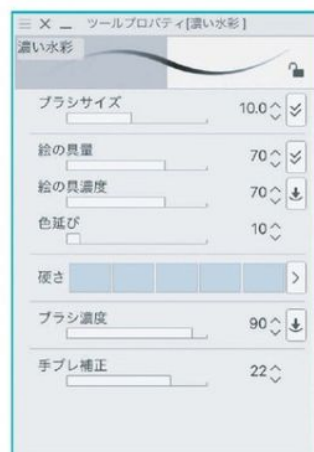 ツールプロパティ[濃い水彩]
濃い水彩
ブラシサイズ 10.0
絵の具量 70
絵の具濃度 70
色延び 10
硬さ
ブラシ濃度 90
手ブレ補正 22